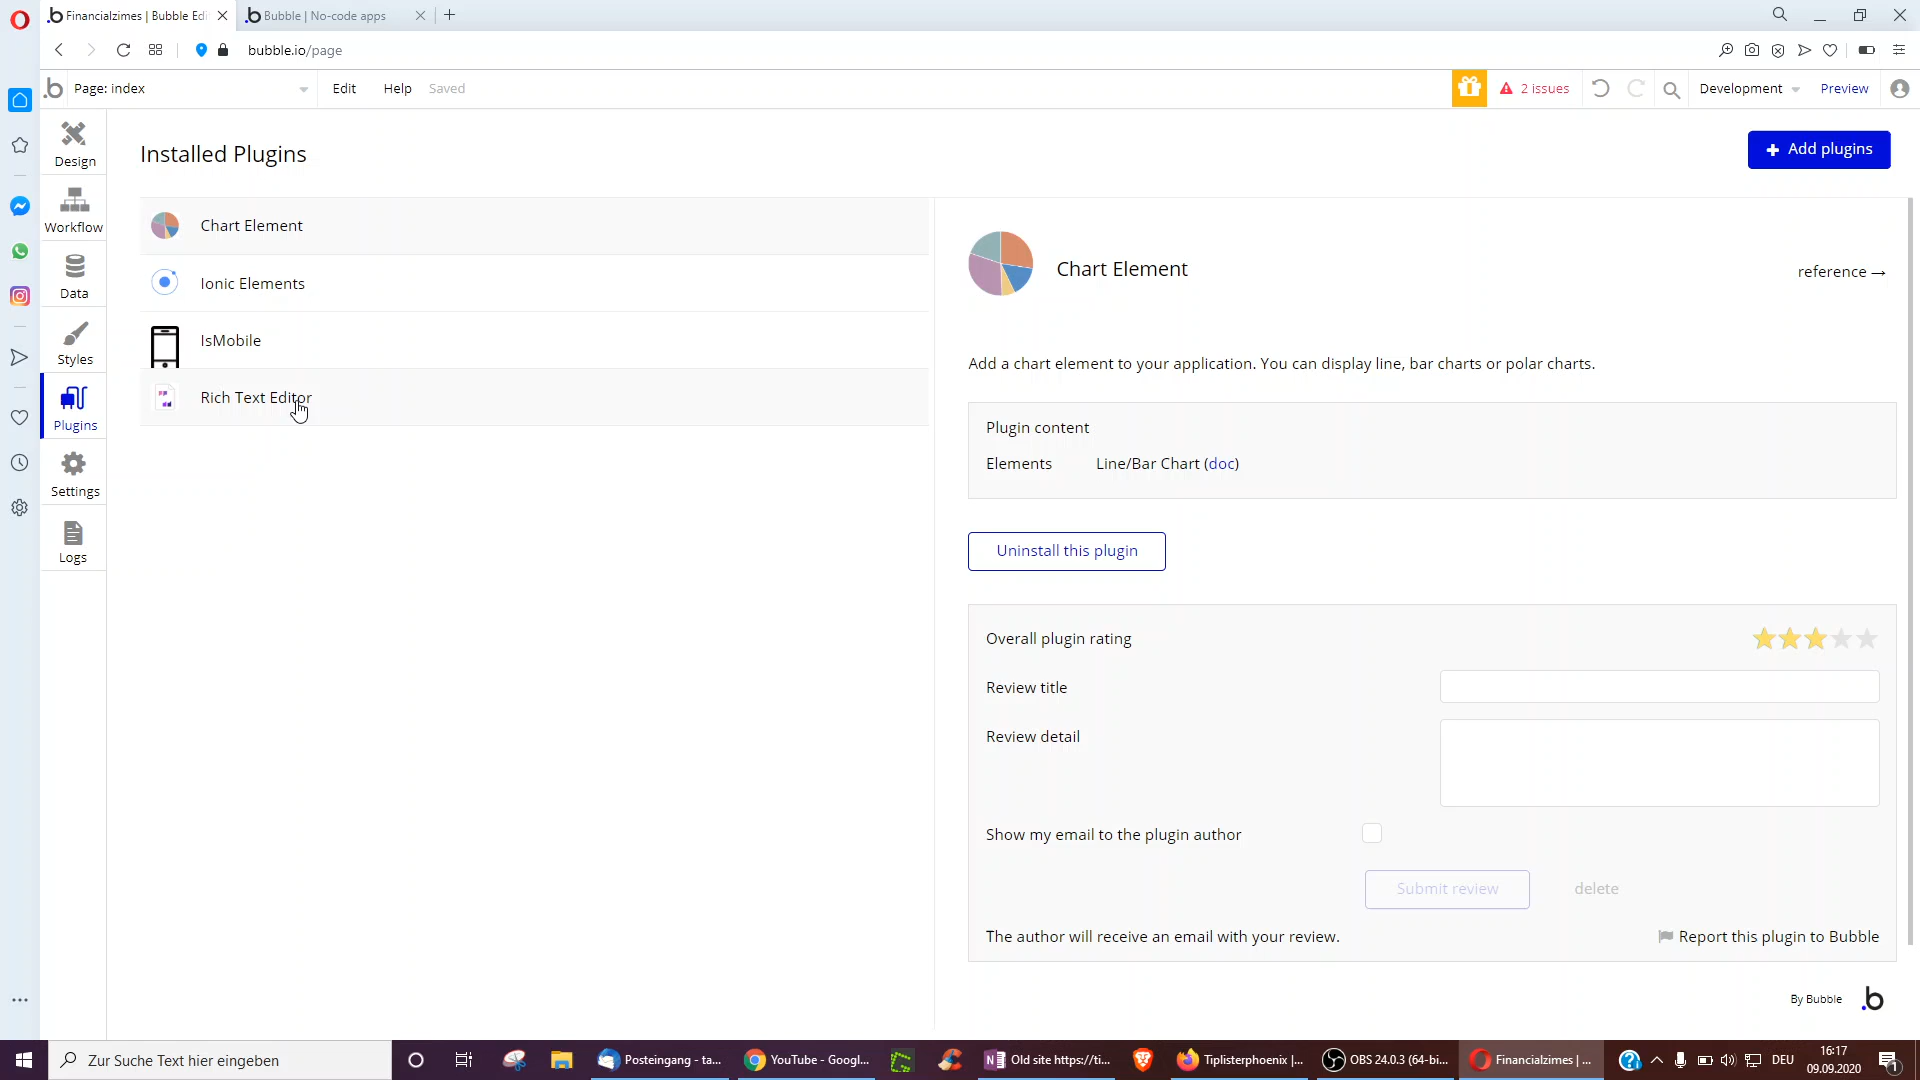 Financialzimes | Bubble Edi
Bubble | No-code apps
bubble.io/page
Page: index
Edit
Help
Saved
2 issues
Development
Preview
Design
Workflow
Data
Styles
Plugins
Settings
Logs
Installed Plugins
+ Add plugins
Chart Element
Ionic Elements
IsMobile
Rich Text Editor
Chart Element
reference →
Add a chart element to your application. You can display line, bar charts or polar charts.
Plugin content
Elements Line/Bar Chart (doc)
Uninstall this plugin
Overall plugin rating
Review title
Review detail
Show my email to the plugin author
Submit review
delete
The author will receive an email with your review.
Report this plugin to Bubble
By Bubble
Zur Suche Text hier eingeben
Posteingang - ta...
YouTube - Googl...
Old site https://ti...
Tiplisterphoenix |...
OBS 24.0.3 (64-bi...
Financialzimes | ...
DEU
16:17
09.09.2020
1